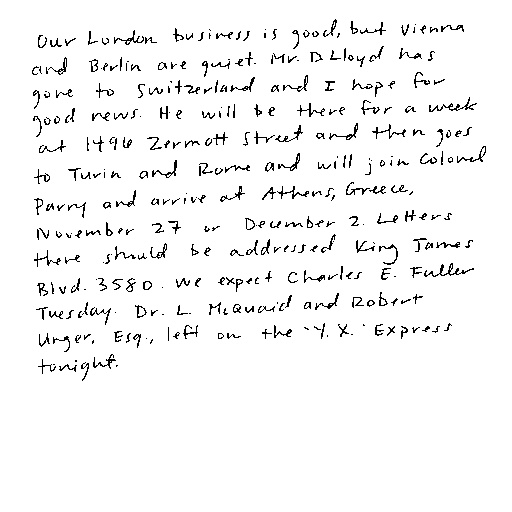 Our London business is good, but Vienna
and Berlin are quiet. Mr. D. Lloyd has
gone to Switzerland and I hope for
good news. He will be there for a week
at 1496 Zermott Street and then goes
to Turin and Rome and will join Colonel
Parry and arrive at Athens, Greece,
November 27 or December 2. Letters
there should be addressed King James
Blvd. 3580. We expect Charles E. Fuller
Tuesday. Dr. L. McQuaid and Robert
Unger, Esq., left on the "Y. X." Express
tonight.